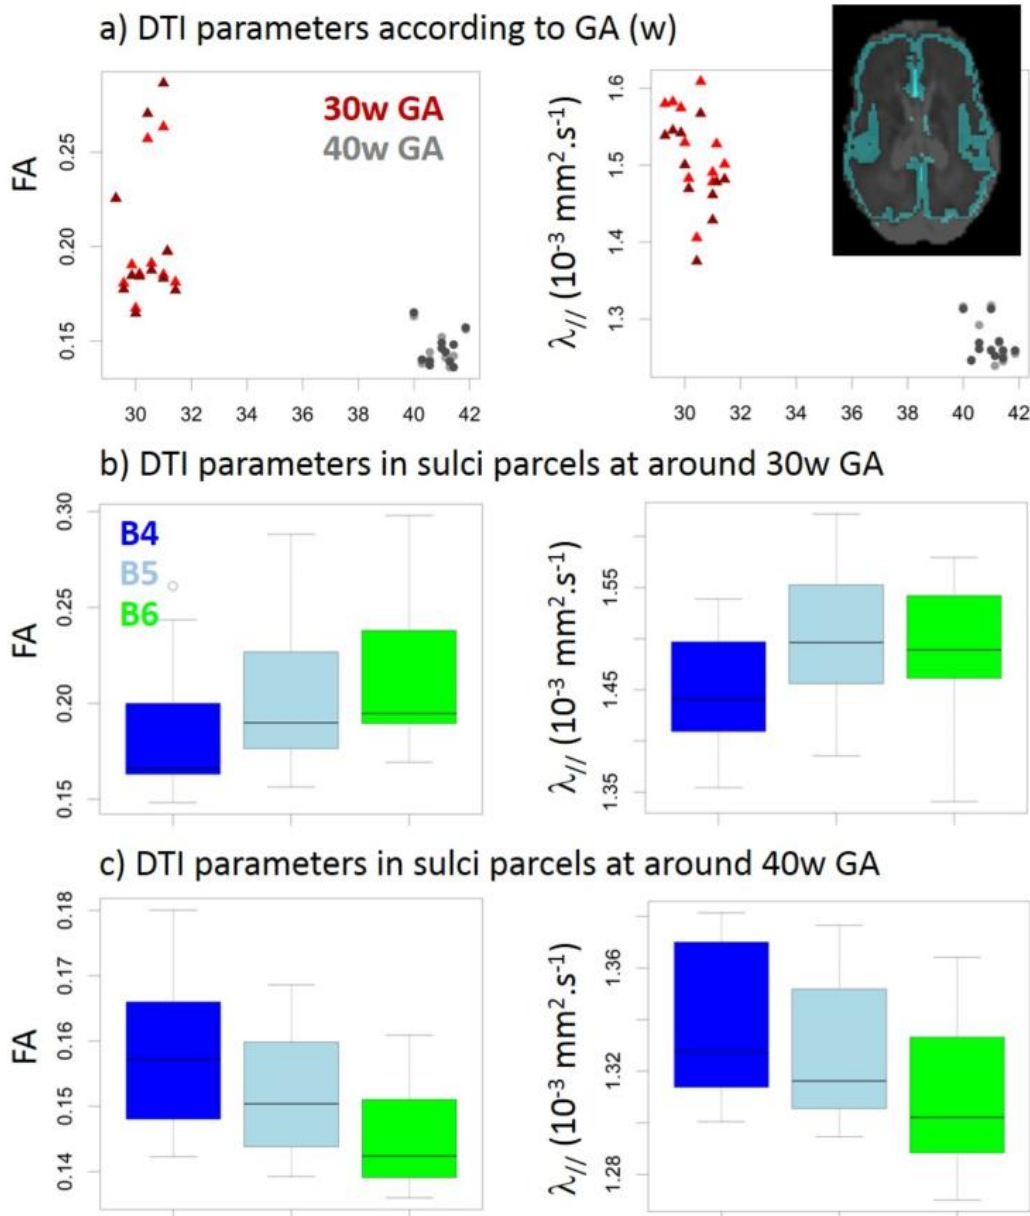 a) DTI parameters according to GA (w)
FA
0.15 0.20 0.25
30w GA
40w GA
30 32 34 36 38 40 42
λ// (10-3 mm2.s-1)
1.3 1.4 1.5 1.6
30 32 34 36 38 40 42
b) DTI parameters in sulci parcels at around 30w GA
FA
0.15 0.20 0.25 0.30
B4
B5
B6
λ// (10-3 mm2.s-1)
1.35 1.45 1.55
c) DTI parameters in sulci parcels at around 40w GA
FA
0.14 0.15 0.16 0.17 0.18
λ// (10-3 mm2.s-1)
1.28 1.32 1.36